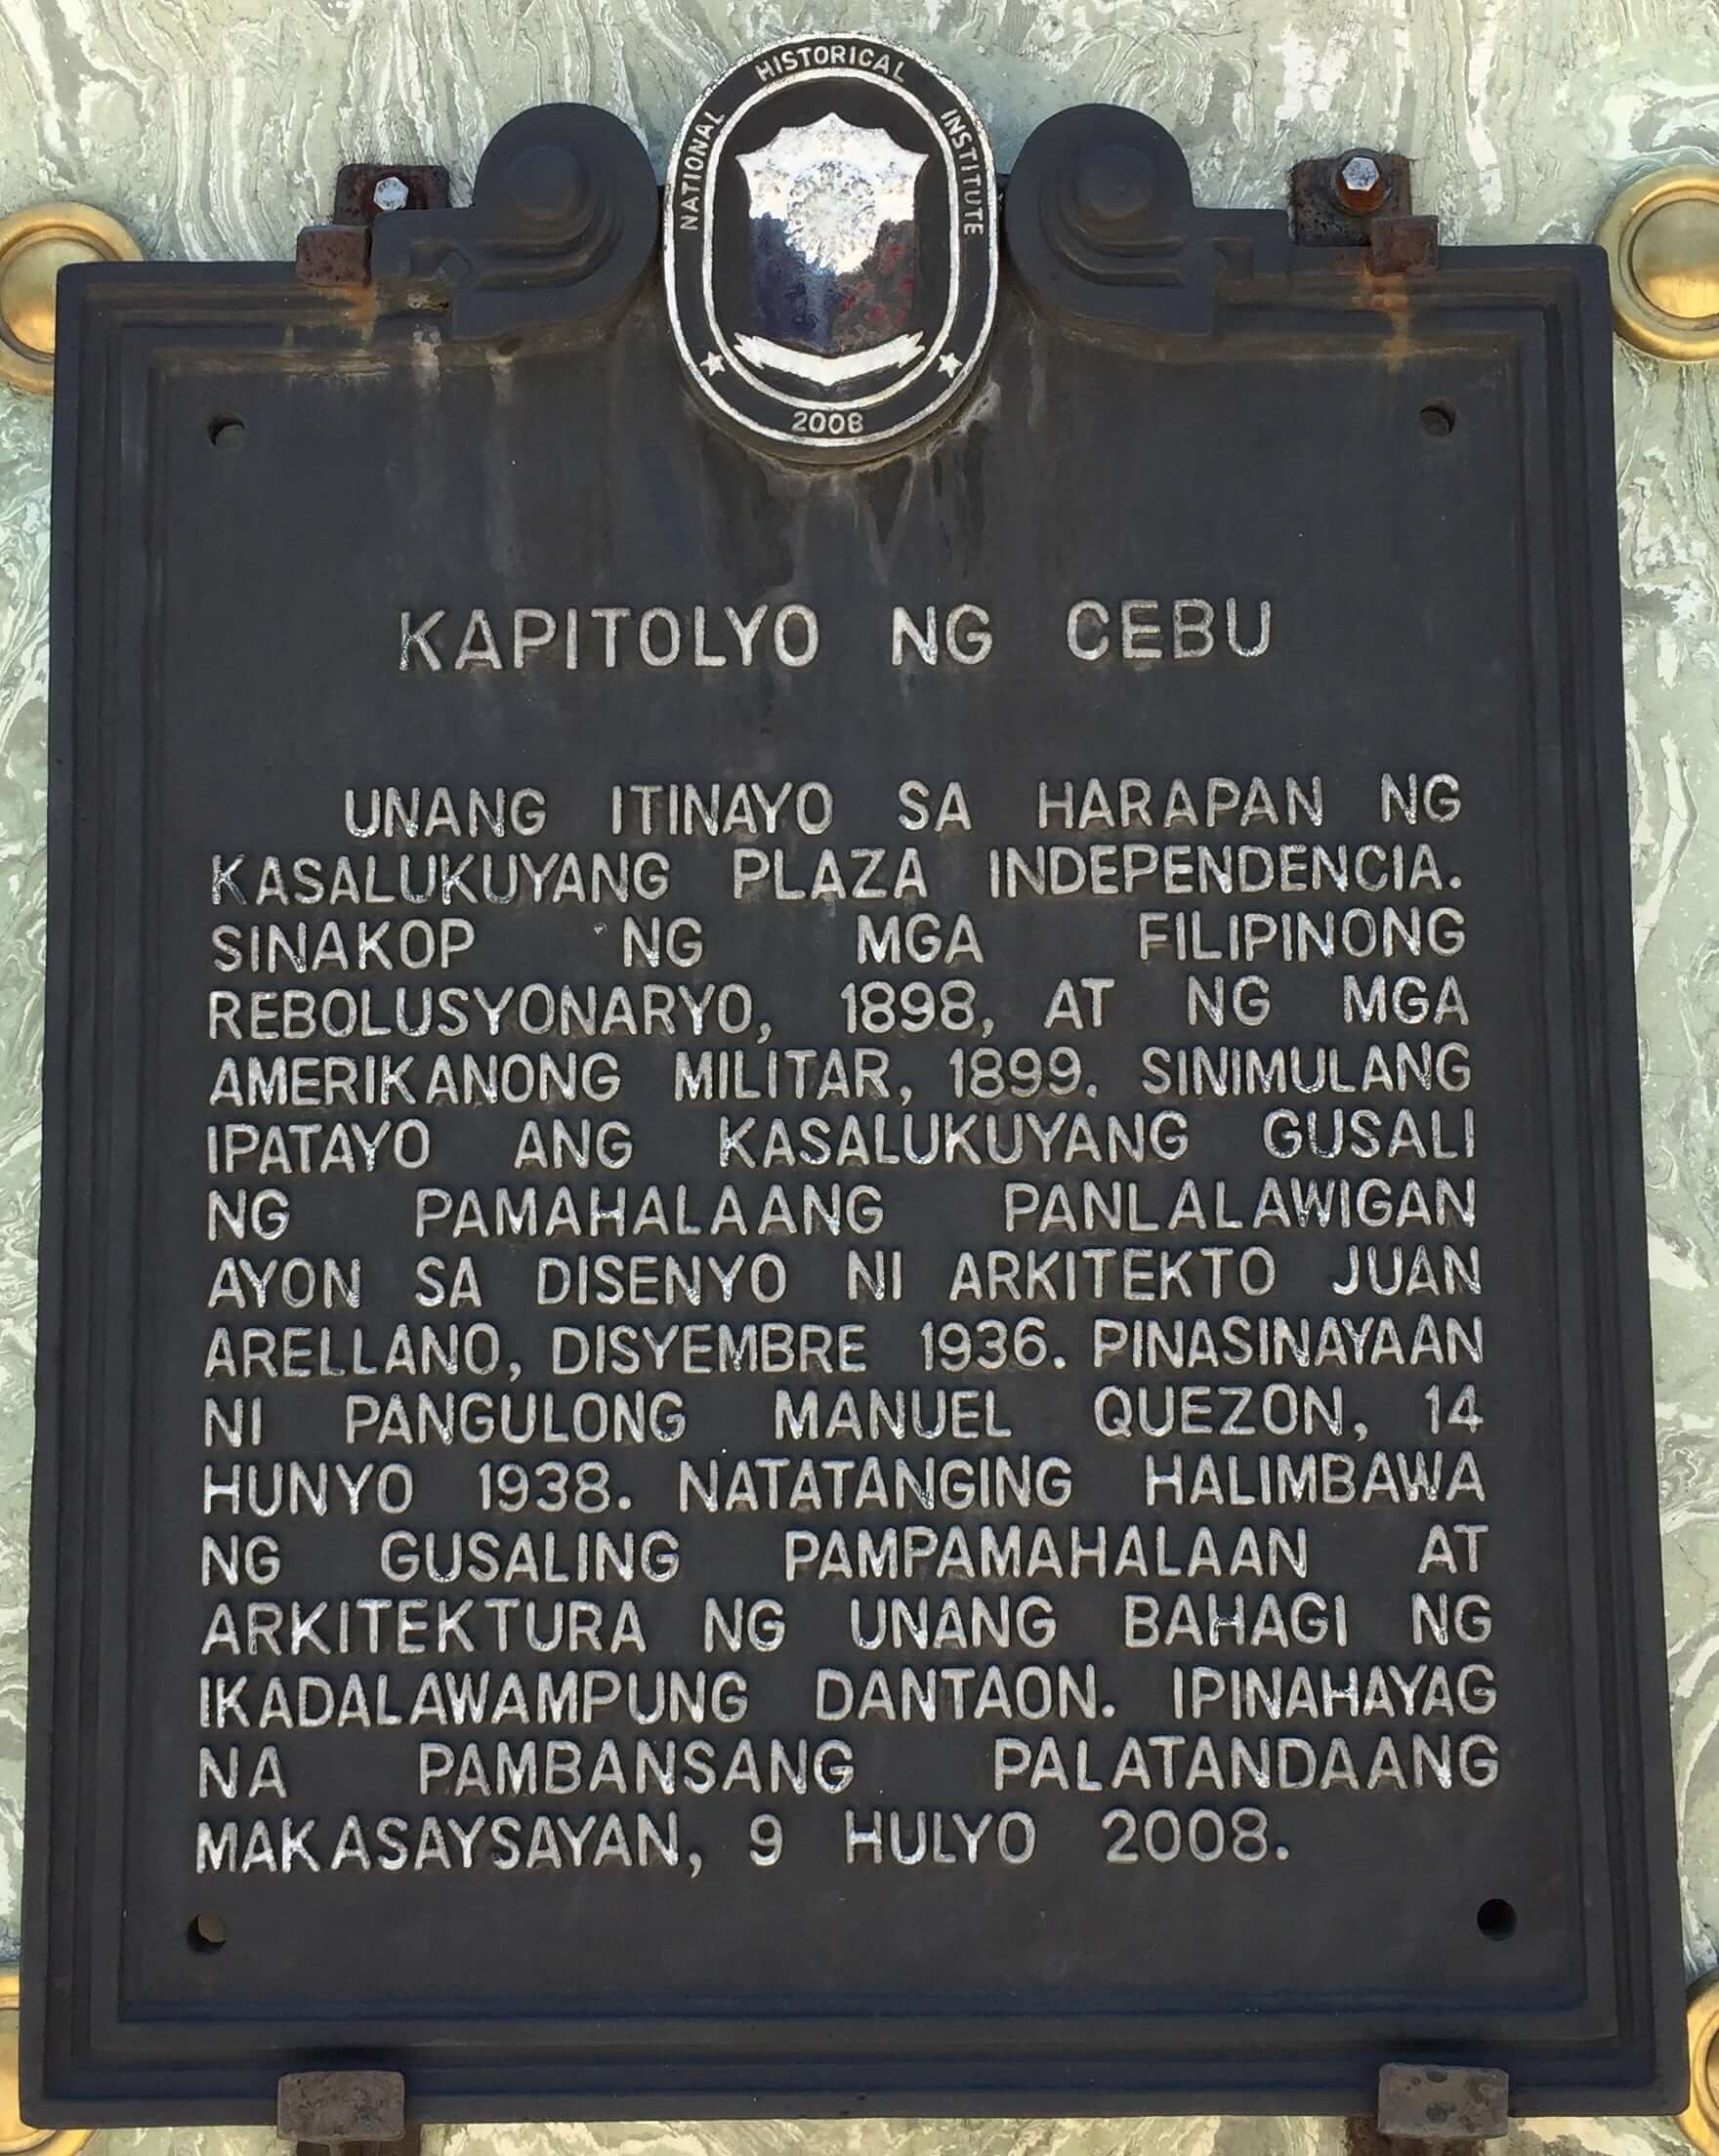 NATIONAL HISTORICAL INSTITUTE
2008
KAPITOLYO NG CEBU
UNANG ITINAYO SA HARAPAN NG
KASALUKUYANG PLAZA INDEPENDENCIA.
SINAKOP NG MGA FILIPINONG
REBOLUSYONARYO, 1898, AT NG MGA
AMERIKANONG MILITAR, 1899. SINIMULANG
IPATAYO ANG KASALUKUYANG GUSALI
NG PAMAHALAANG PANLALAWIGAN
AYON SA DISENYO NI ARKITEKTO JUAN
ARELLANO, DISYEMBRE 1936. PINASINAYAAN
NI PANGULONG MANUEL QUEZON, 14
HUNYO 1938. NATATANGING HALIMBAWA
NG GUSALING PAMPAMAHALAAN AT
ARKITEKTURA NG UNANG BAHAGI NG
IKADALAWAMPUNG DANTAON. IPINAHAYAG
NA PAMBANSANG PALATANDAANG
MAKASAYSAYAN, 9 HULYO 2008.